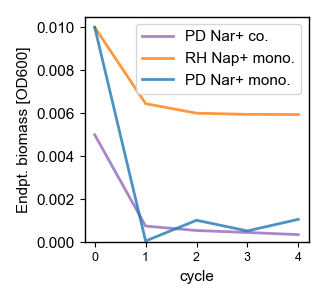 PD Nar+ co.
RH Nap+ mono.
PD Nar+ mono.
Endpt. biomass [OD600]
0.010
0.008
0.006
0.004
0.002
0.000
0 1 2 3 4
cycle